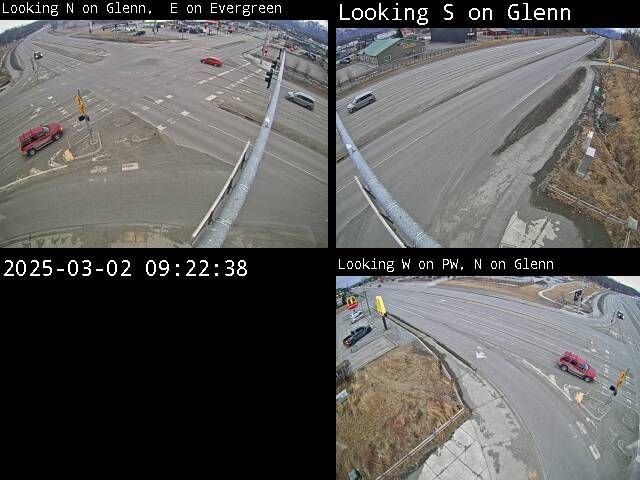 Looking N on Glenn,  E on Evergreen
Looking S on Glenn
2025-03-02 09:22:38
Looking W on PW, N on Glenn